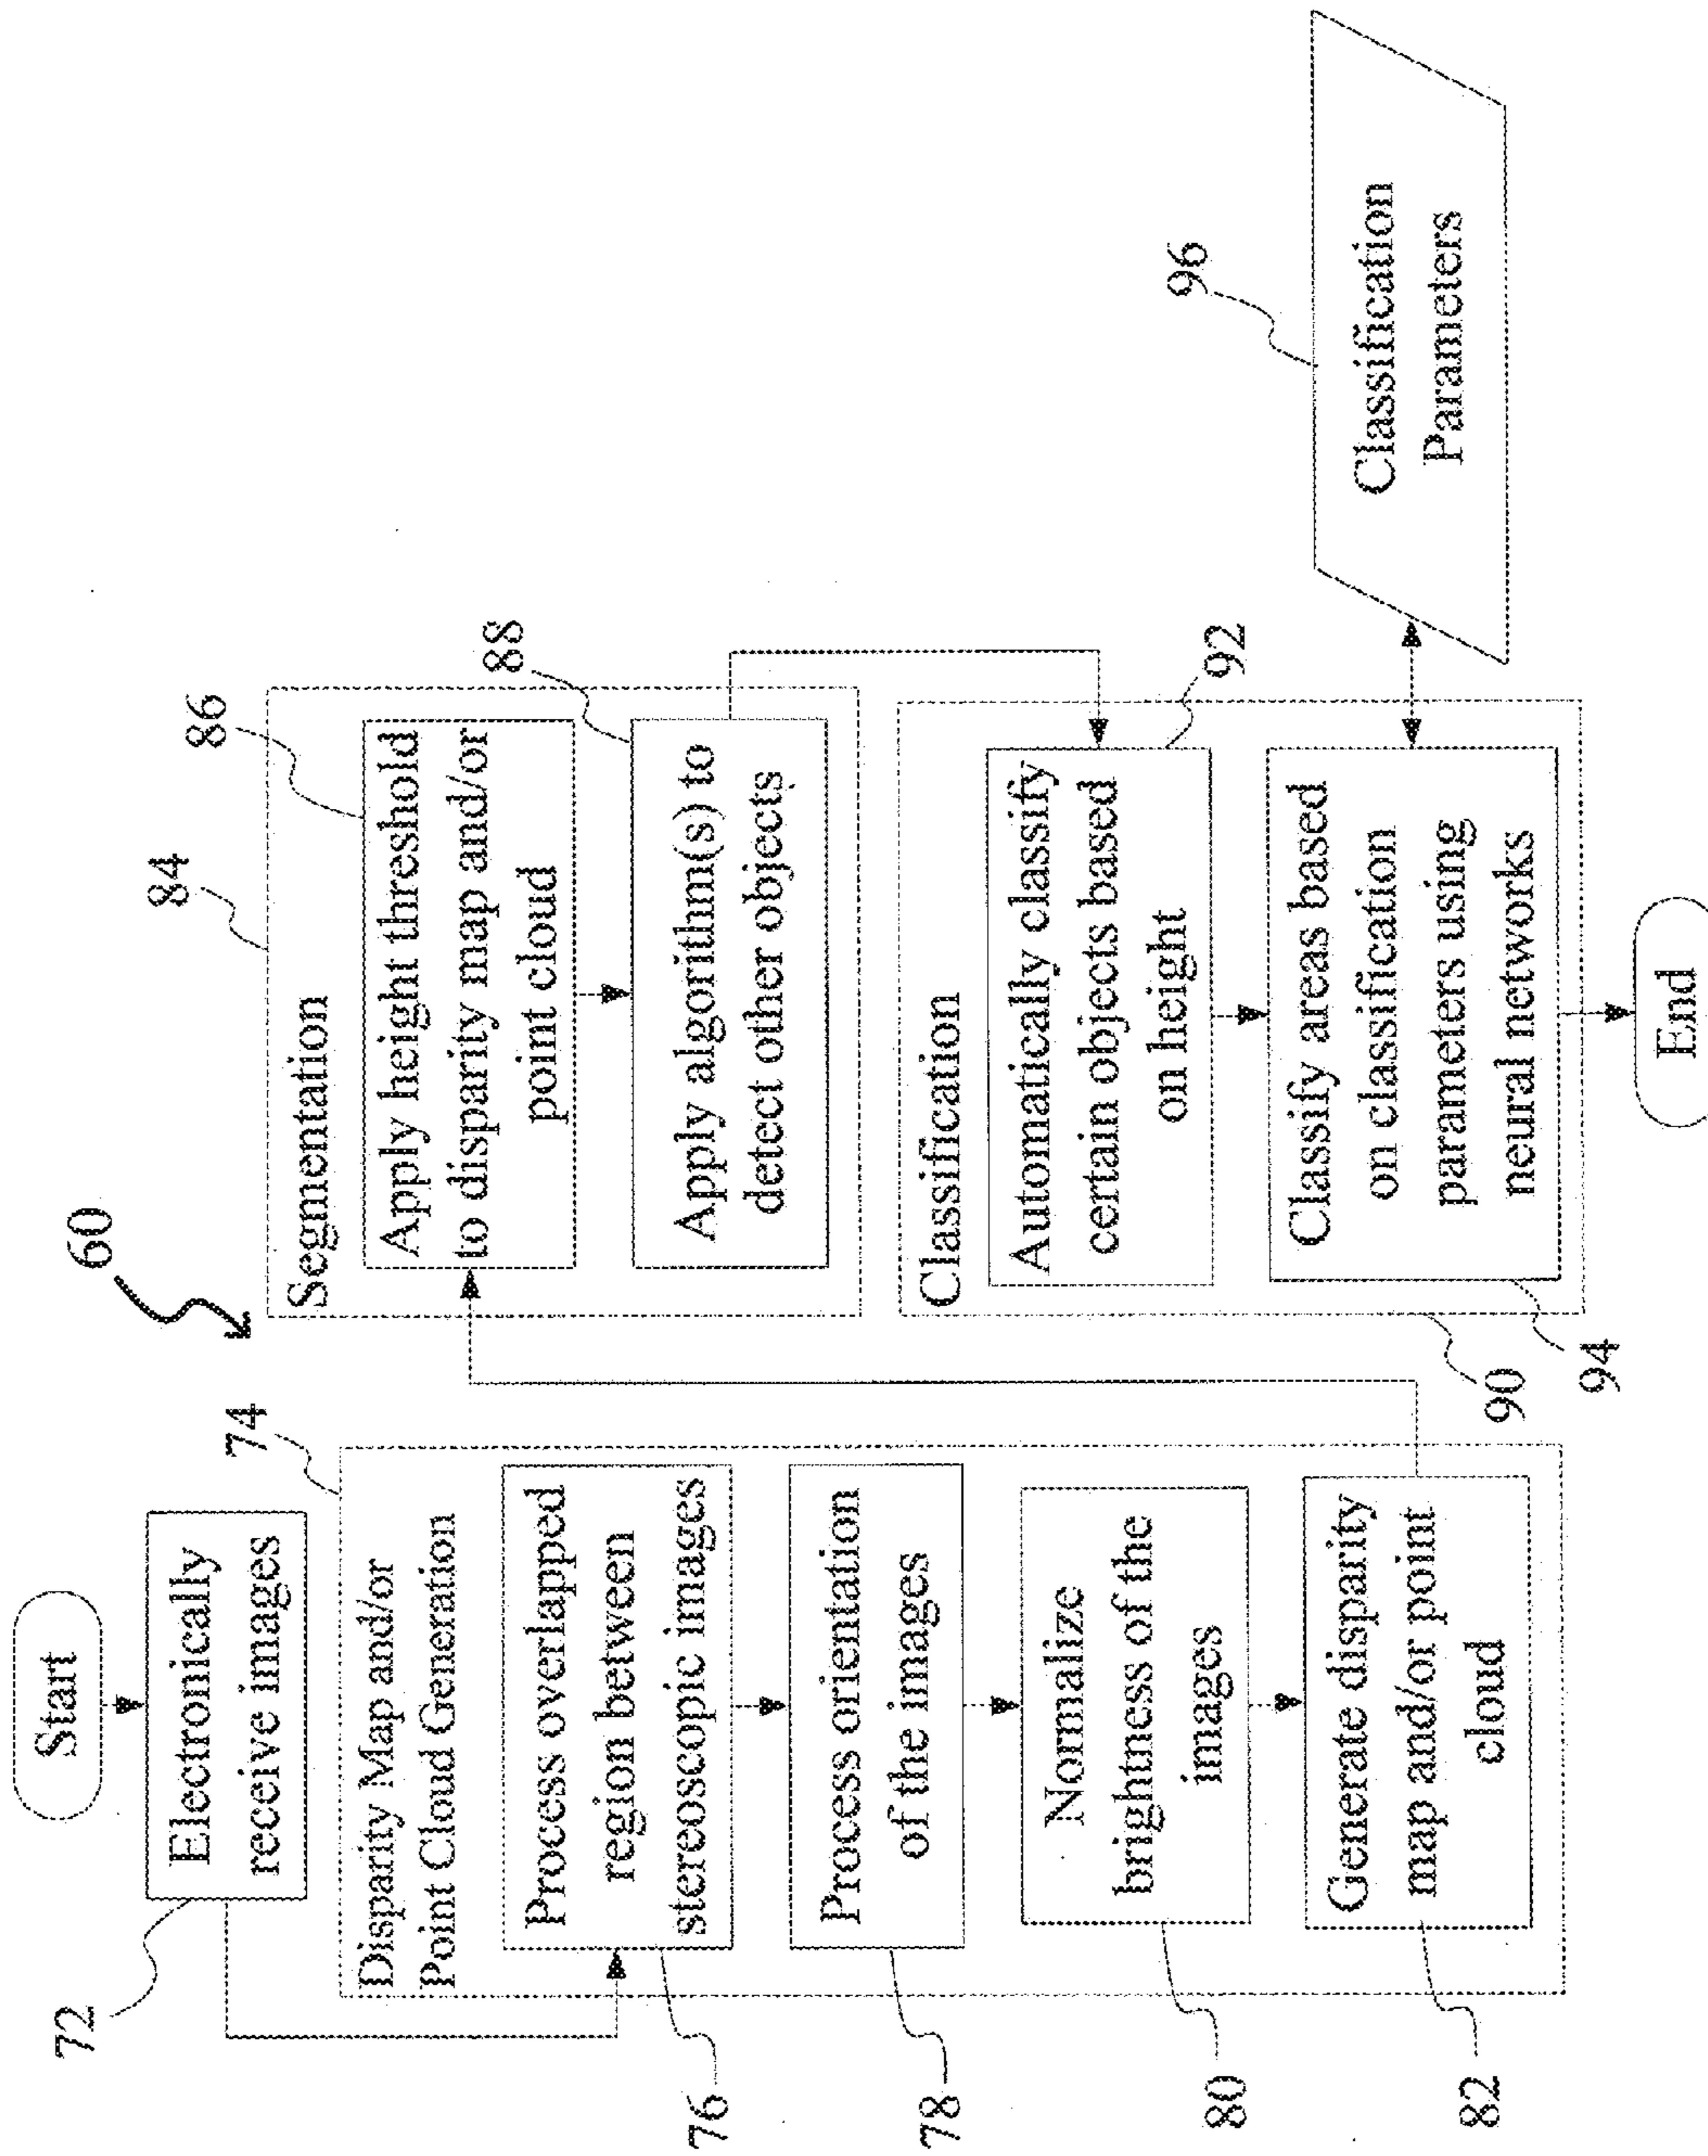 60
Start
72
Electronically
receive images
74
Disparity Map and/or
Point Cloud Generation
76
Process overlapped
region between
stereoscopic images
78
Process orientation
of the images
80
Normalize
brightness of the
images
82
Generate disparity
map and/or point
cloud
84
Segmentation
86
Apply height threshold
to disparity map and/or
point cloud
88
Apply algorithm(s) to
detect other objects
90
Classification
92
Automatically classify
certain objects based
on height
94
Classify areas based
on classification
parameters using
neural networks
96
Classification
Parameters
End